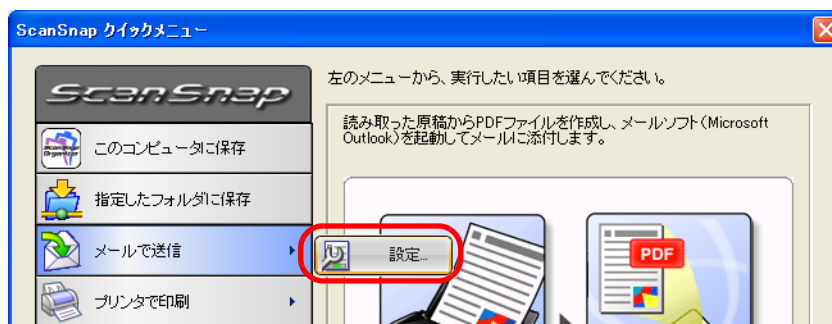 ScanSnap クイックメニュー
ScanSnap
左のメニューから、実行したい項目を選んでください。
読み取った原稿からPDFファイルを作成し、メールソフト（Microsoft
Outlook）を起動してメールに添付します。
このコンピュータに保存
指定したフォルダに保存
メールで送信
設定...
プリンタで印刷
PDF